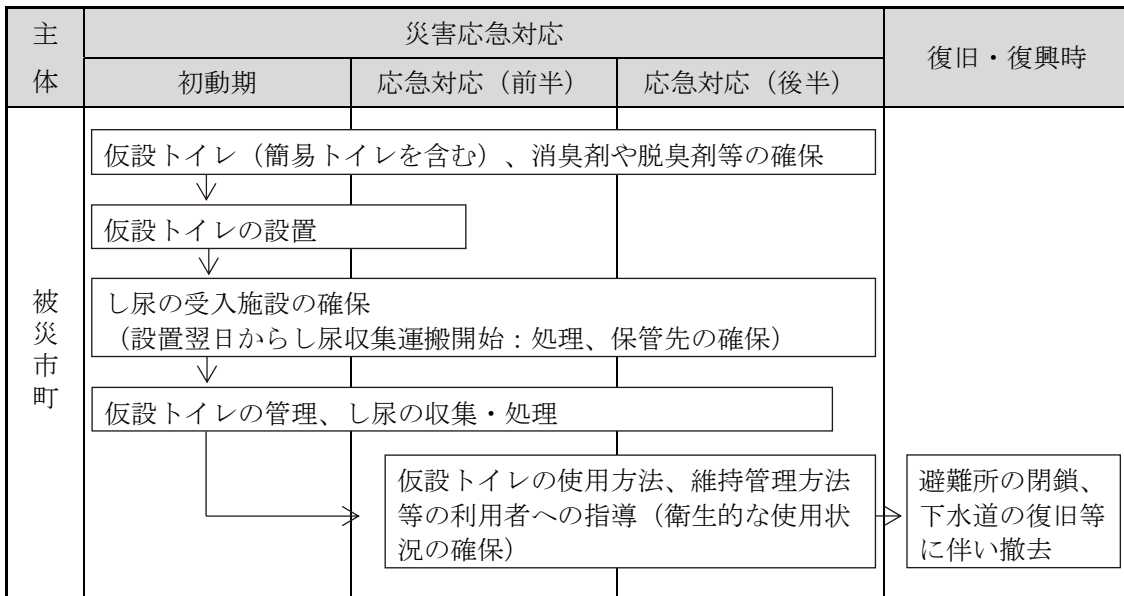 主体
災害応急対応
復旧・復興時
初動期
応急対応（前半）
応急対応（後半）
被災市町
仮設トイレ（簡易トイレを含む）、消臭剤や脱臭剤等の確保
仮設トイレの設置
し尿の受入施設の確保
（設置翌日からし尿収集運搬開始：処理、保管先の確保）
仮設トイレの管理、し尿の収集・処理
仮設トイレの使用方法、維持管理方法
等の利用者への指導（衛生的な使用状
況の確保）
避難所の閉鎖、
下水道の復旧等
に伴い撤去